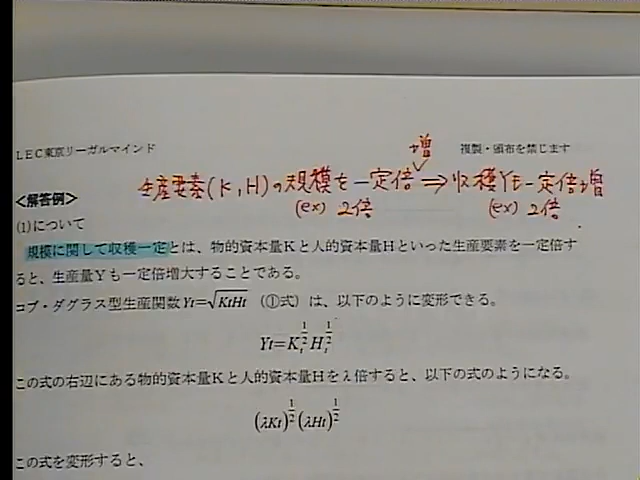 LEC東京リーガルマインド
複製・頒布を禁じます
増
生産要素(K,H)の規模を一定倍⇒収穫Yも一定倍増
(ex) 2倍 (ex) 2倍
<解答例>
(1)について
規模に関して収穫一定とは、物的資本量Kと人的資本量Hといった生産要素を一定倍す
ると、生産量Yも一定倍増大することである。
コブ・ダグラス型生産関数Yt=√KtHt (①式)は、以下のように変形できる。
Yt=K_t^{1/2}H_t^{1/2}
この式の右辺にある物的資本量Kと人的資本量Hをλ倍すると、以下の式のようになる。
(λKt)^{1/2}(λHt)^{1/2}
この式を変形すると、